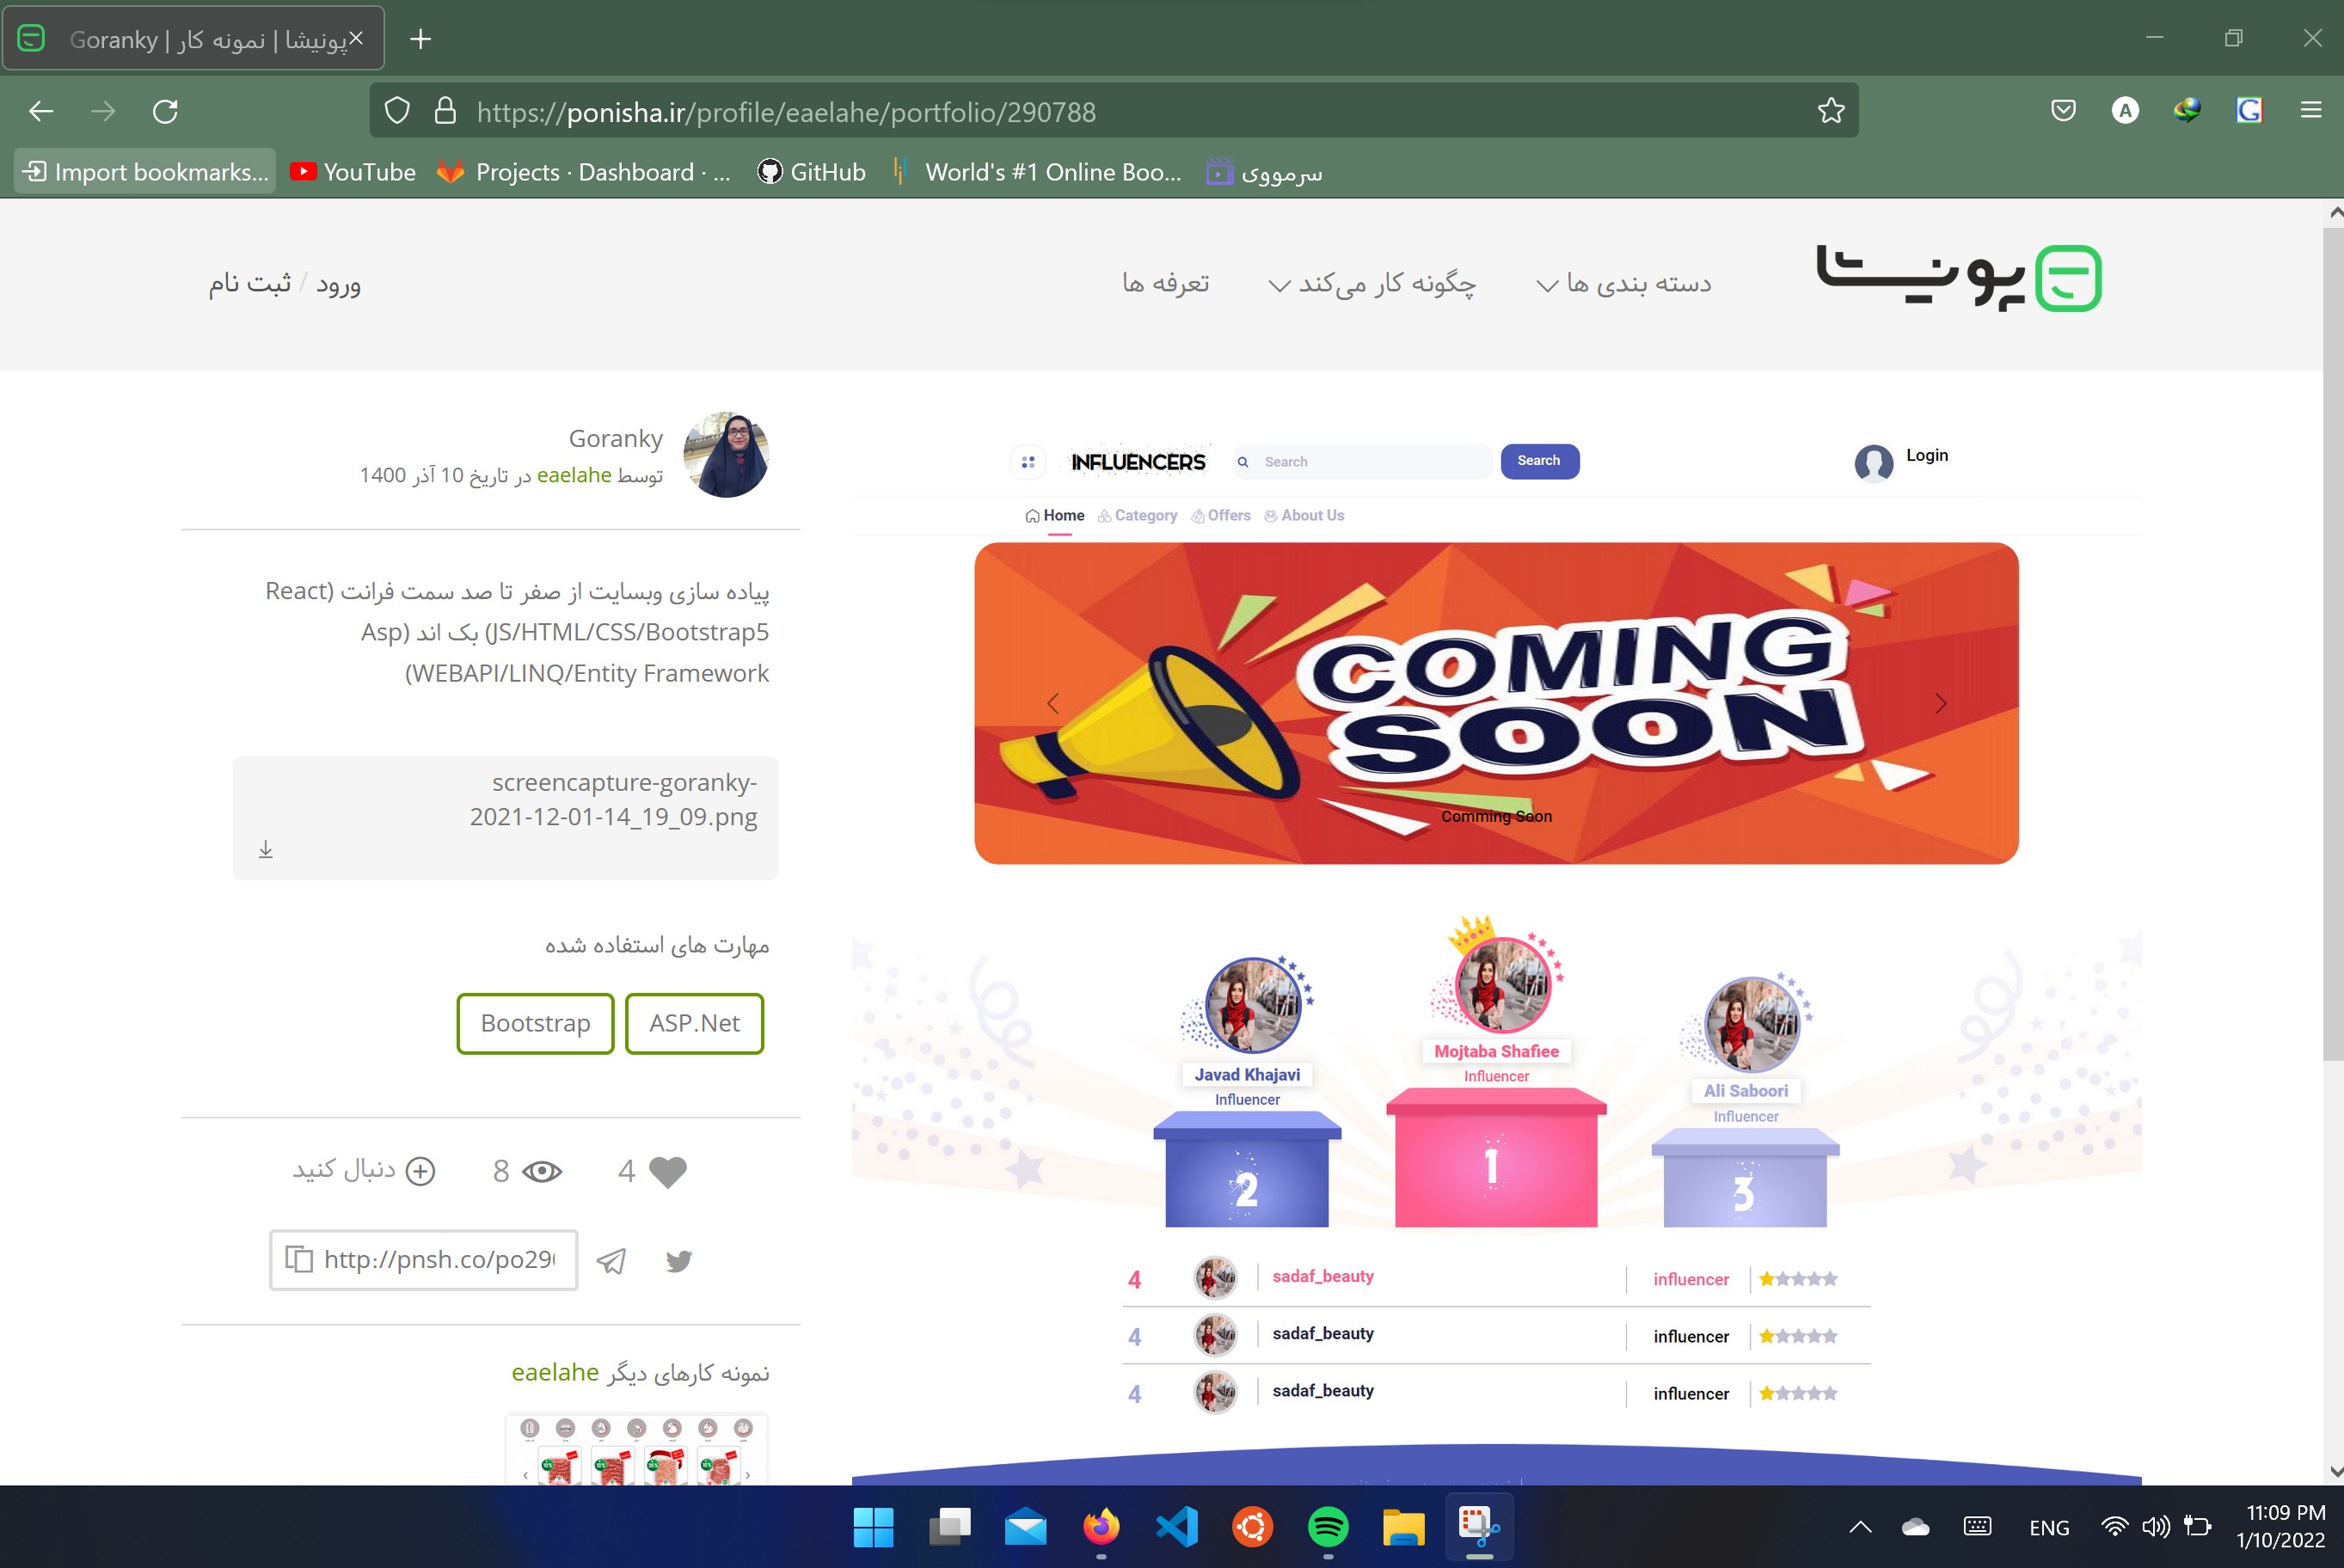 Goranky | پونیشا | نمونه کار
https://ponisha.ir/profile/eaelahe/portfolio/290788
Import bookmarks...
YouTube
Projects · Dashboard · ...
GitHub
World's #1 Online Boo...
سرمووی
پونیشا
دسته بندی ها
چگونه کار می‌کند
تعرفه ها
ورود / ثبت نام
Goranky
توسط eaelahe در تاریخ 10 آذر 1400
پیاده سازی وبسایت از صفر تا صد سمت فرانت (React
JS/HTML/CSS/Bootstrap5) بک اند (Asp
WEBAPI/LINQ/Entity Framework)
screencapture-goranky-
2021-12-01-14_19_09.png
مهارت های استفاده شده
ASP.Net
Bootstrap
4
8
دنبال کنید
http://pnsh.co/po29
نمونه کارهای دیگر eaelahe
INFLUENCERS
Search
Search
Login
Home
Category
Offers
About Us
COMING
SOON
Comming Soon
Mojtaba Shafiee
Influencer
1
Javad Khajavi
Influencer
2
Ali Saboori
Influencer
3
4 sadaf_beauty influencer
4 sadaf_beauty influencer
4 sadaf_beauty influencer
ENG
11:09 PM
1/10/2022